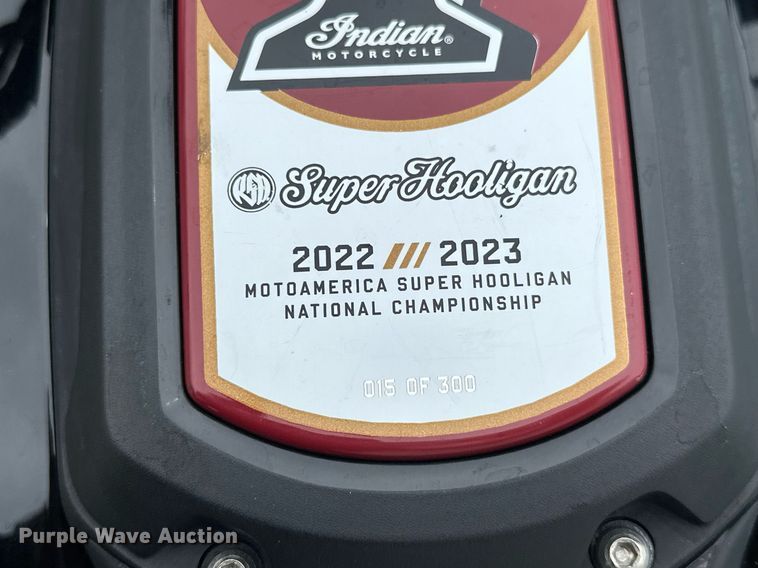 Indian®
MOTORCYCLE
RSD Super Hooligan
2022 /// 2023
MOTOAMERICA SUPER HOOLIGAN
NATIONAL CHAMPIONSHIP
015 OF 300
Purple Wave Auction